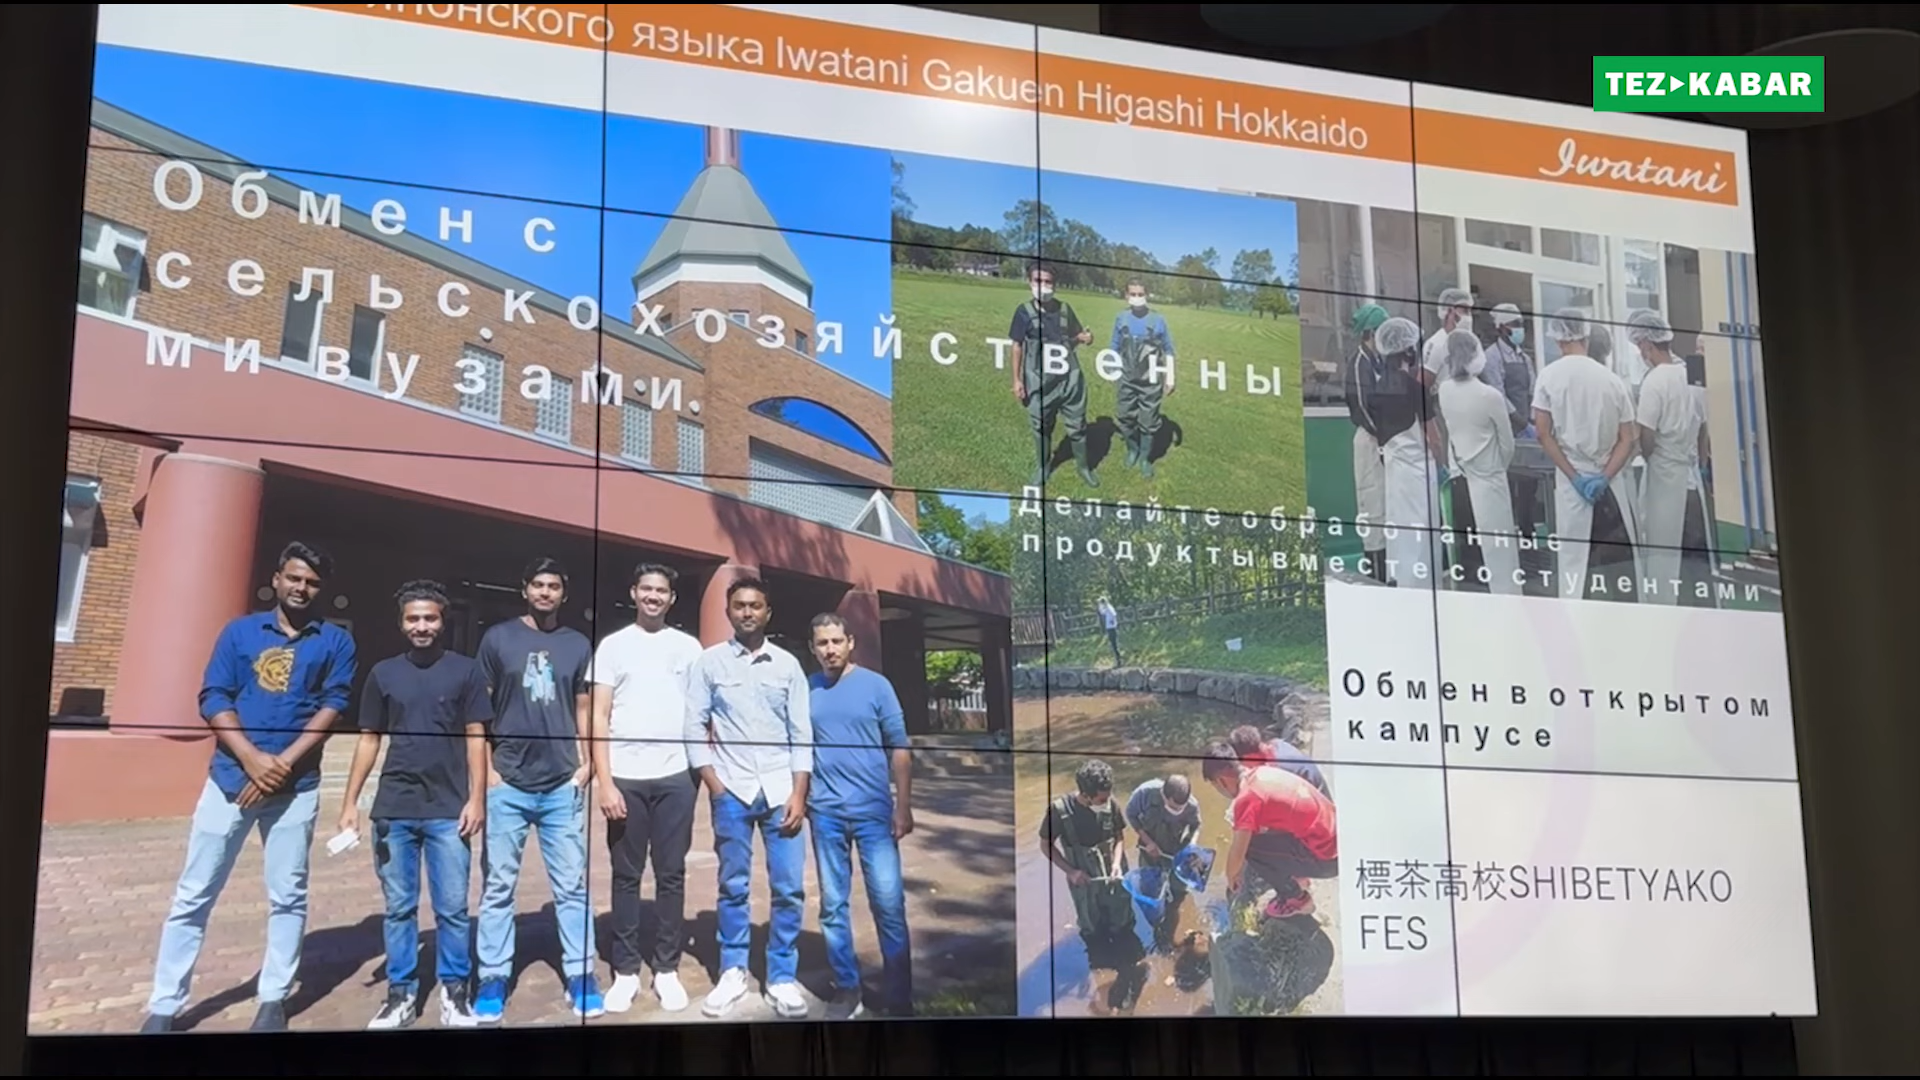 японского языка Iwatani Gakuen Higashi Hokkaido
TEZ KABAR
Iwatani
Обмен с
сельскохозяйственны
ми вузами.
Делайте обработанные
продукты вместе со студентами
Обмен в открытом
кампусе
標茶高校SHIBETYAKO
FES